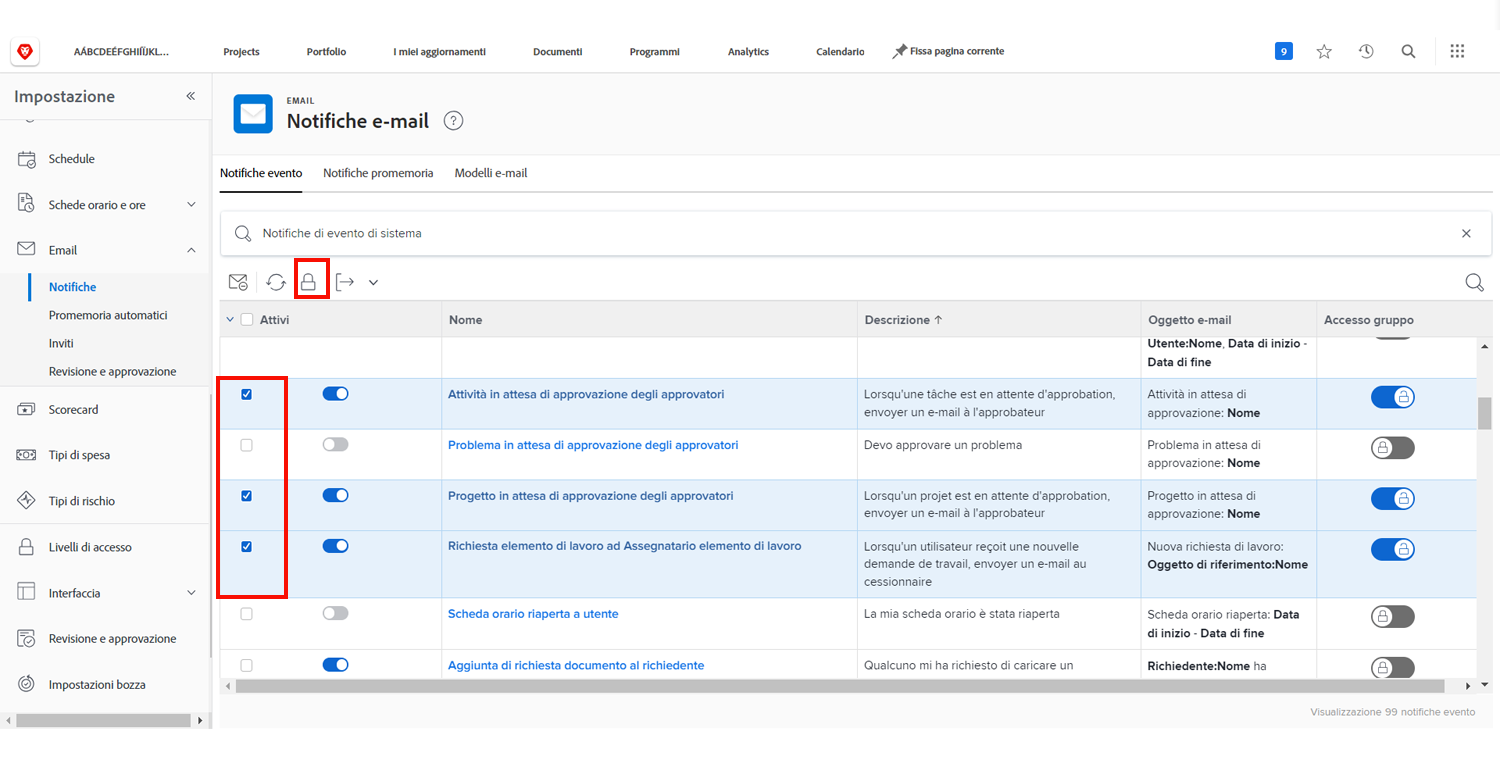 AÁBCDEÉFGHIÍÏJKL...
Projects
Portfolio
I miei aggiornamenti
Documenti
Programmi
Analytics
Calendario
Fissa pagina corrente
9
Impostazione
Schedule
Schede orario e ore
Email
Notifiche
Promemoria automatici
Inviti
Revisione e approvazione
Scorecard
Tipi di spesa
Tipi di rischio
Livelli di accesso
Interfaccia
Revisione e approvazione
Impostazioni bozza
EMAIL
Notifiche e-mail
?
Notifiche evento
Notifiche promemoria
Modelli e-mail
Notifiche di evento di sistema
Attivi
Nome
Descrizione ↑
Oggetto e-mail
Accesso gruppo
Utente:Nome, Data di inizio -
Data di fine
Attività in attesa di approvazione degli approvatori
Lorsqu'une tâche est en attente d'approbation,
envoyer un e-mail à l'approbateur
Attività in attesa di
approvazione: Nome
Problema in attesa di approvazione degli approvatori
Devo approvare un problema
Problema in attesa di
approvazione: Nome
Progetto in attesa di approvazione degli approvatori
Lorsqu'un projet est en attente d'approbation,
envoyer un e-mail à l'approbateur
Progetto in attesa di
approvazione: Nome
Richiesta elemento di lavoro ad Assegnatario elemento di lavoro
Lorsqu'un utilisateur reçoit une nouvelle
demande de travail, envoyer un e-mail au
cessionnaire
Nuova richiesta di lavoro:
Oggetto di riferimento:Nome
Scheda orario riaperta a utente
La mia scheda orario è stata riaperta
Scheda orario riaperta: Data
di inizio - Data di fine
Aggiunta di richiesta documento al richiedente
Qualcuno mi ha richiesto di caricare un
Richiedente:Nome ha
Visualizzazione 99 notifiche evento